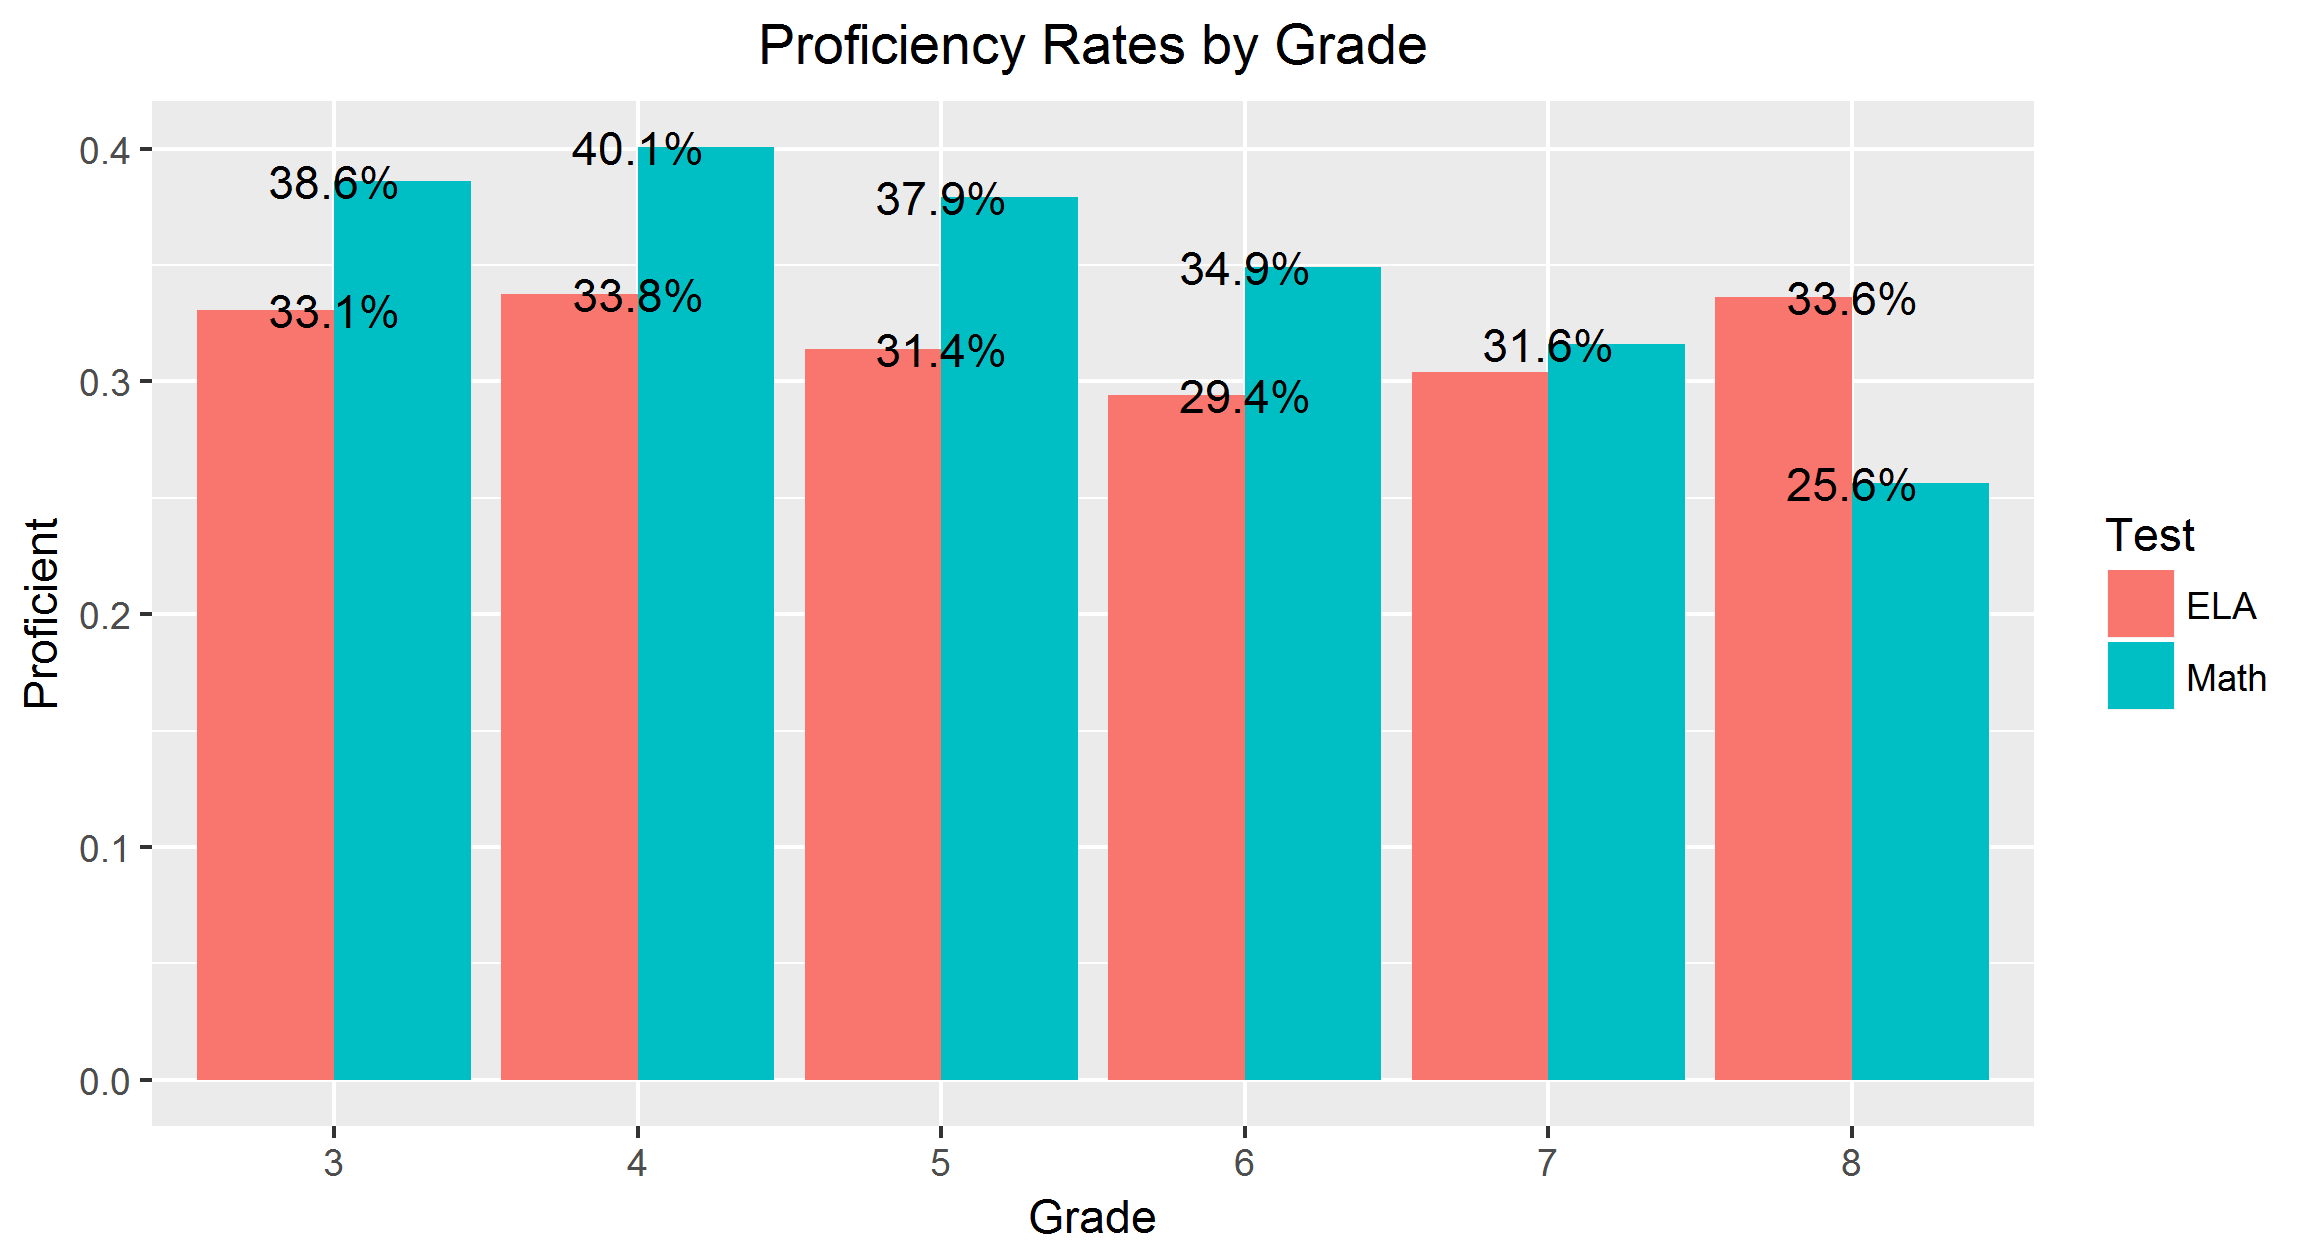 Proficiency Rates by Grade
Proficient
0.4
0.3
0.2
0.1
0.0
38.6%
33.1%
40.1%
33.8%
37.9%
31.4%
34.9%
29.4%
31.6%
33.6%
25.6%
3 4 5 6 7 8
Grade
Test
ELA
Math